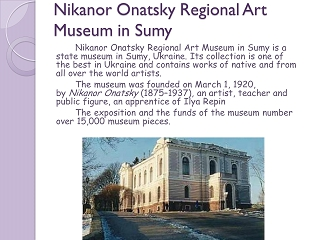 Nikanor Onatsky Regional Art
Museum in Sumy
Nikanor Onatsky Regional Art Museum in Sumy is a
state museum in Sumy, Ukraine. Its collection is one of
the best in Ukraine and contains works of native and from
all over the world artists.
The museum was founded on March 1, 1920,
by Nikanor Onatsky (1875–1937), an artist, teacher and
public figure, an apprentice of Ilya Repin
The exposition and the funds of the museum number
over 15,000 museum pieces.